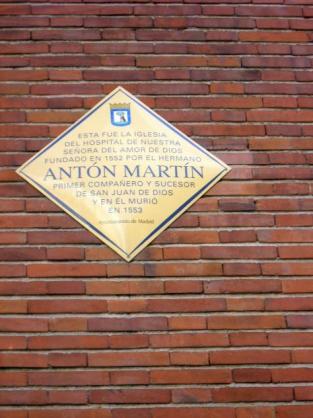 ESTA FUE LA IGLESIA
DEL HOSPITAL DE NUESTRA
SEÑORA DEL AMOR DE DIOS
FUNDADO EN 1552 POR EL HERMANO
ANTÓN MARTÍN
PRIMER COMPAÑERO Y SUCESOR
DE SAN JUAN DE DIOS
Y EN ÉL MURIÓ
EN 1553
Ayuntamiento de Madrid